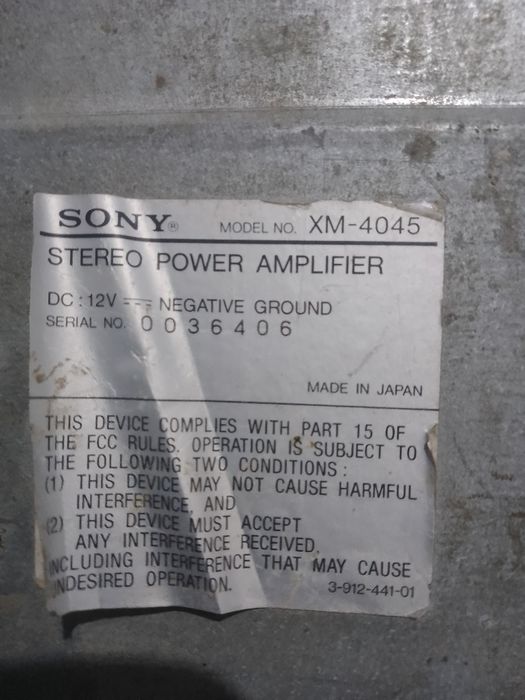 SONY® MODEL NO. XM-4045
STEREO POWER AMPLIFIER
DC : 12V ⎓ NEGATIVE GROUND
SERIAL NO. 0036406
MADE IN JAPAN
THIS DEVICE COMPLIES WITH PART 15 OF
THE FCC RULES. OPERATION IS SUBJECT TO
THE FOLLOWING TWO CONDITIONS :
(1) THIS DEVICE MAY NOT CAUSE HARMFUL
INTERFERENCE, AND
(2) THIS DEVICE MUST ACCEPT
ANY INTERFERENCE RECEIVED,
INCLUDING INTERFERENCE THAT MAY CAUSE
UNDESIRED OPERATION.
3-912-441-01